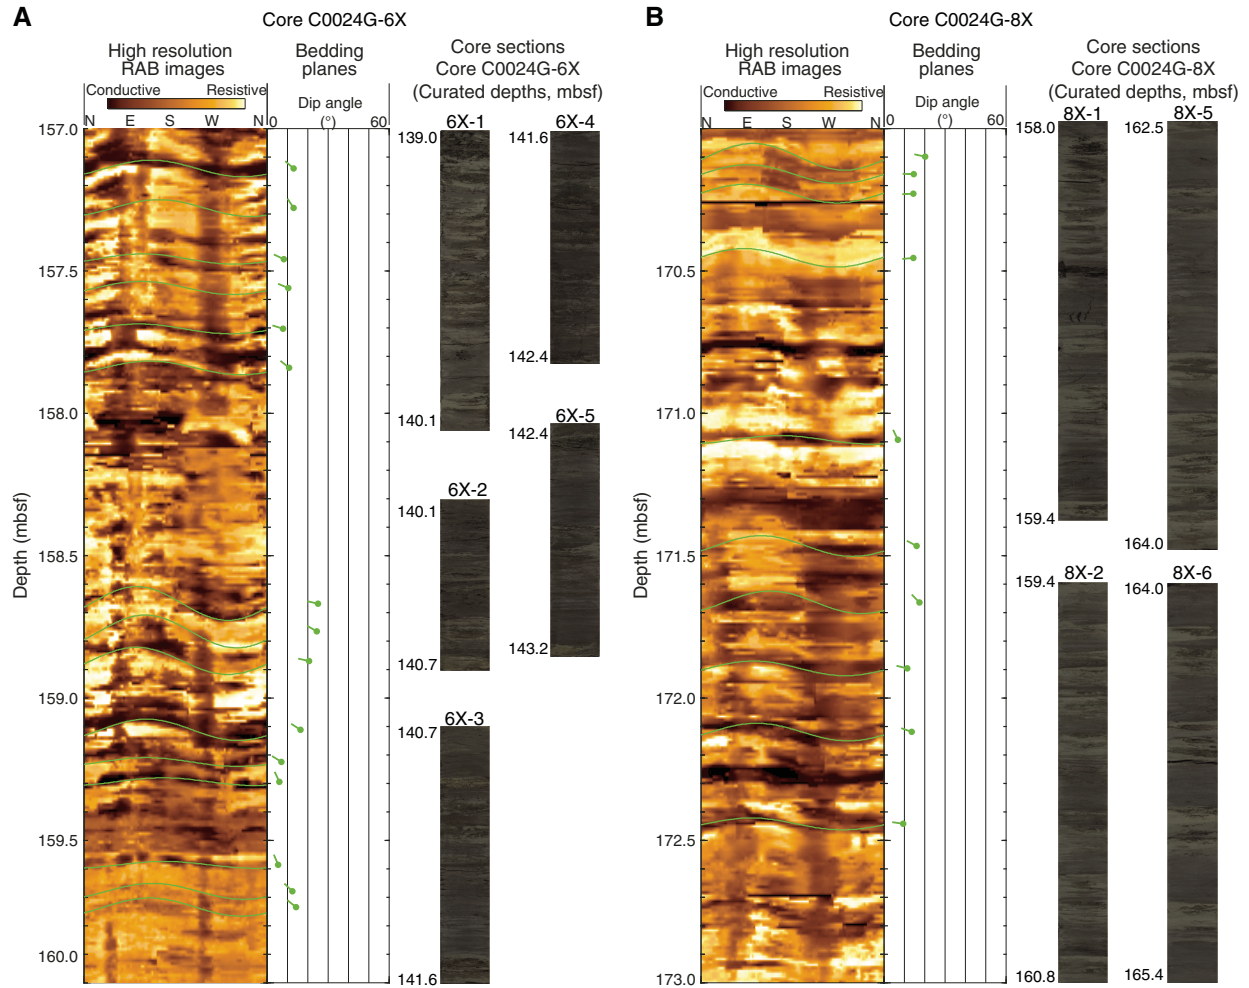 A
Core C0024G-6X
High resolution
RAB images
Bedding
planes
Core sections
Core C0024G-6X
(Curated depths, mbsf)
Conductive
Resistive
Dip angle
N
E
S
W
N
0
(°)
60
Depth (mbsf)
157.0
157.5
158.0
158.5
159.0
159.5
160.0
6X-1
139.0
140.1
6X-2
140.1
140.7
6X-3
140.7
141.6
6X-4
141.6
142.4
6X-5
142.4
143.2
B
Core C0024G-8X
High resolution
RAB images
Bedding
planes
Core sections
Core C0024G-8X
(Curated depths, mbsf)
Conductive
Resistive
Dip angle
N
E
S
W
N
0
(°)
60
Depth (mbsf)
170.0
170.5
171.0
171.5
172.0
172.5
173.0
8X-1
158.0
159.4
8X-2
159.4
160.8
8X-5
162.5
164.0
8X-6
164.0
165.4